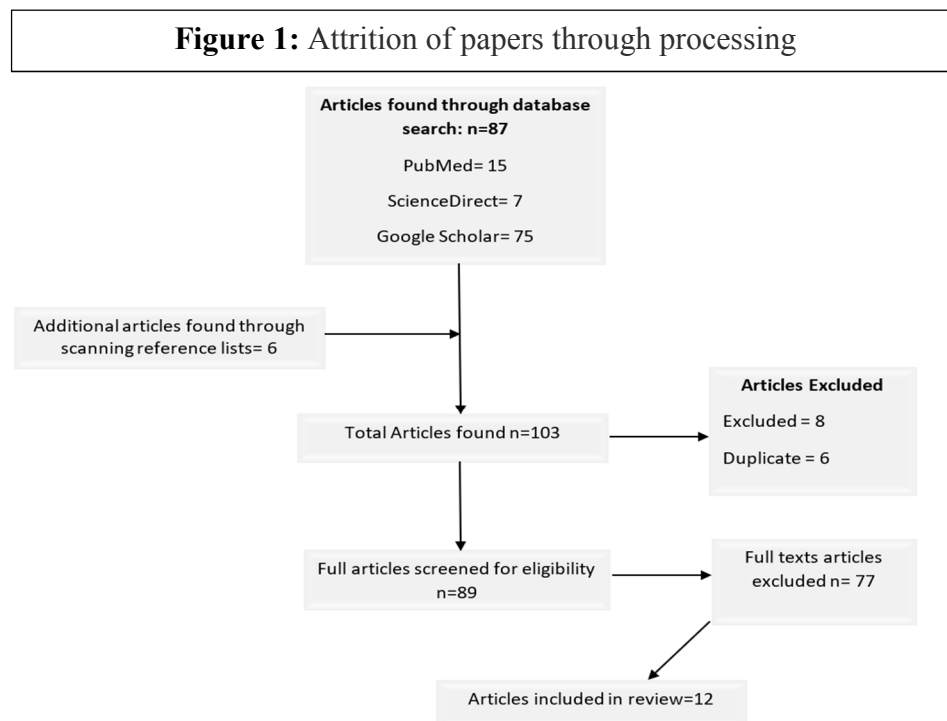 Figure 1: Attrition of papers through processing
Articles found through database
search: n=87
PubMed= 15
ScienceDirect= 7
Google Scholar= 75
Additional articles found through
scanning reference lists= 6
Total Articles found n=103
Articles Excluded
Excluded = 8
Duplicate = 6
Full articles screened for eligibility
n=89
Full texts articles
excluded n= 77
Articles included in review=12